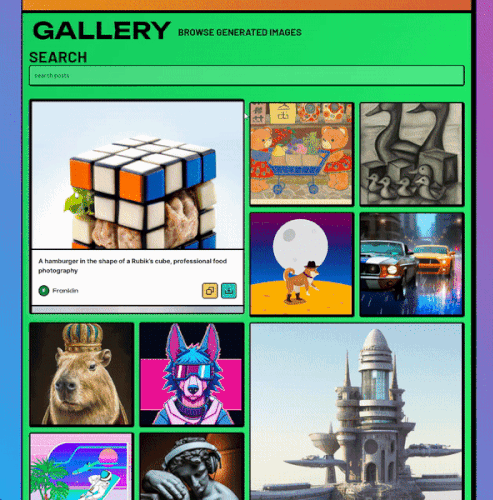 GALLERY
BROWSE GENERATED IMAGES
SEARCH
search posts
A hamburger in the shape of a Rubik's cube, professional food
photography
Franklin